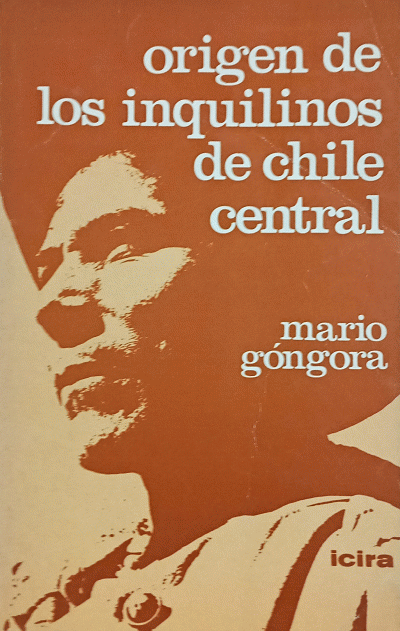 origen de
los inquilinos
de chile
central
mario
góngora
icira